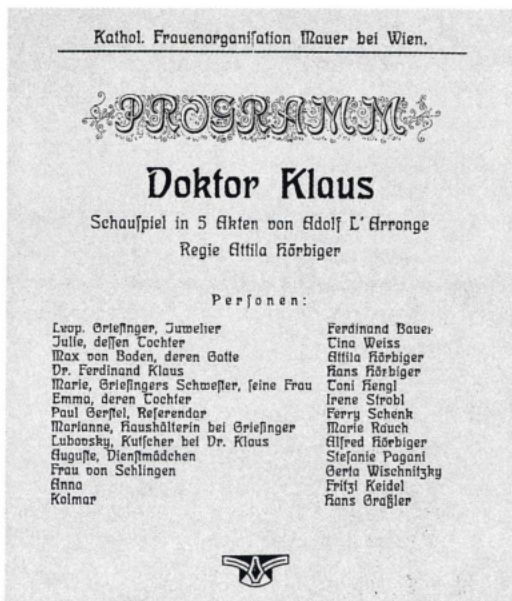 Kathol. Frauenorganiſation Mauer bei Wien.
PROGRAMM
Doktor Klaus
Schauſpiel in 5 Akten von Adolf L'Arronge
Regie Attila Hörbiger
Perſonen:
Leop. Grieſinger, Juwelier Ferdinand Bauer
Julie, deſſen Tochter Tina Weiss
Max von Boden, deren Gatte Attila Hörbiger
Dr. Ferdinand Klaus Hans Hörbiger
Marie, Grieſingers Schweſter, ſeine Frau Toni Hengl
Emma, deren Tochter Irene Strobl
Paul Gerſtel, Referendar Ferry Schenk
Marianne, Haushälterin bei Grieſinger Marie Rauch
Lubovsky, Kutſcher bei Dr. Klaus Alfred Hörbiger
Auguſte, Dienſtmädchen Stefanie Pagani
Frau von Schlingen Gerta Wischnitzky
Anna Fritzl Keidel
Kolmar Hans Graßler